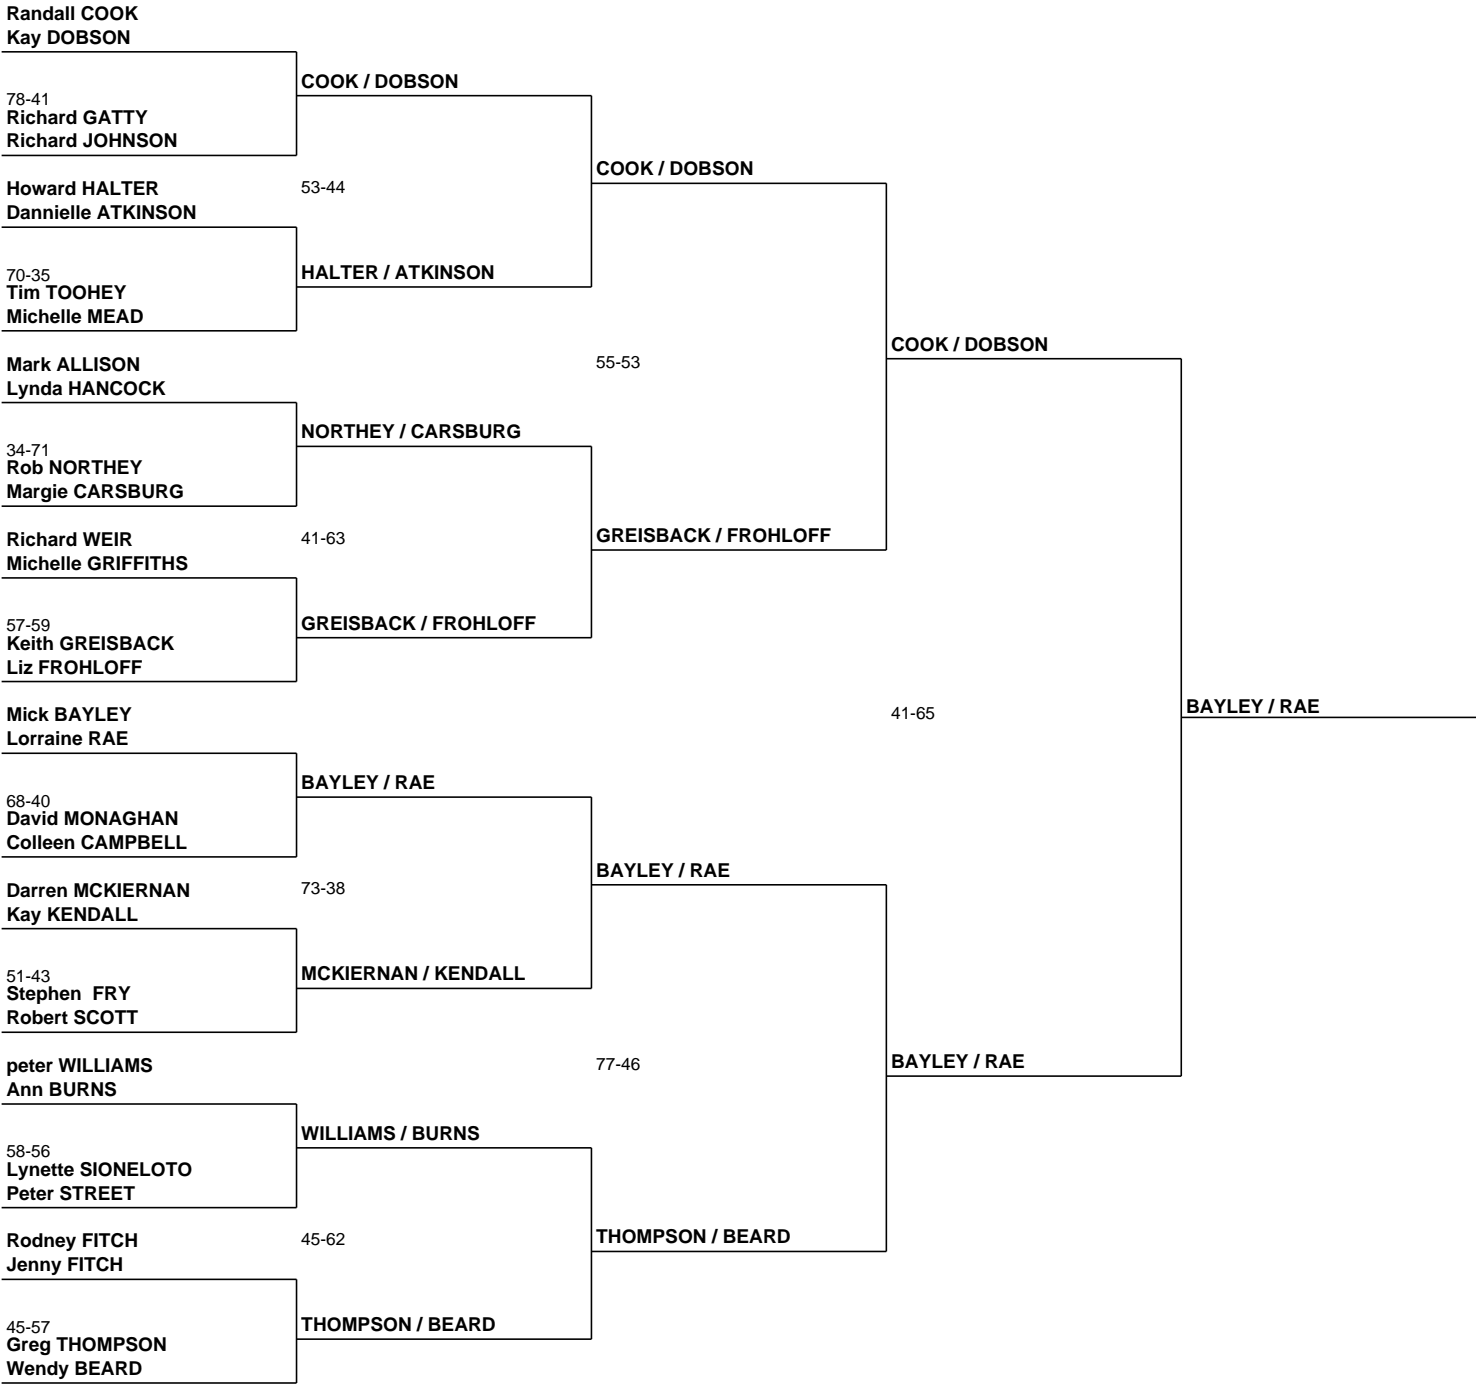 Randall COOK
Kay DOBSON
78-41
Richard GATTY
Richard JOHNSON
Howard HALTER
Dannielle ATKINSON
70-35
Tim TOOHEY
Michelle MEAD
Mark ALLISON
Lynda HANCOCK
34-71
Rob NORTHEY
Margie CARSBURG
Richard WEIR
Michelle GRIFFITHS
57-59
Keith GREISBACK
Liz FROHLOFF
Mick BAYLEY
Lorraine RAE
68-40
David MONAGHAN
Colleen CAMPBELL
Darren MCKIERNAN
Kay KENDALL
51-43
Stephen  FRY
Robert SCOTT
peter WILLIAMS
Ann BURNS
58-56
Lynette SIONELOTO
Peter STREET
Rodney FITCH
Jenny FITCH
45-57
Greg THOMPSON
Wendy BEARD
COOK / DOBSON
53-44
HALTER / ATKINSON
NORTHEY / CARSBURG
41-63
GREISBACK / FROHLOFF
BAYLEY / RAE
73-38
MCKIERNAN / KENDALL
WILLIAMS / BURNS
45-62
THOMPSON / BEARD
COOK / DOBSON
55-53
GREISBACK / FROHLOFF
BAYLEY / RAE
77-46
THOMPSON / BEARD
COOK / DOBSON
41-65
BAYLEY / RAE
BAYLEY / RAE